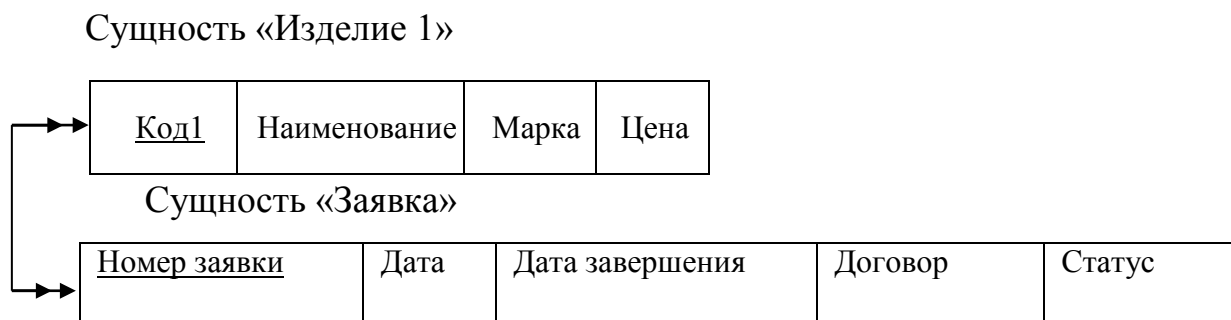 Сущность «Изделие 1»
Код1 Наименование Марка Цена
Сущность «Заявка»
Номер заявки Дата Дата завершения Договор Статус